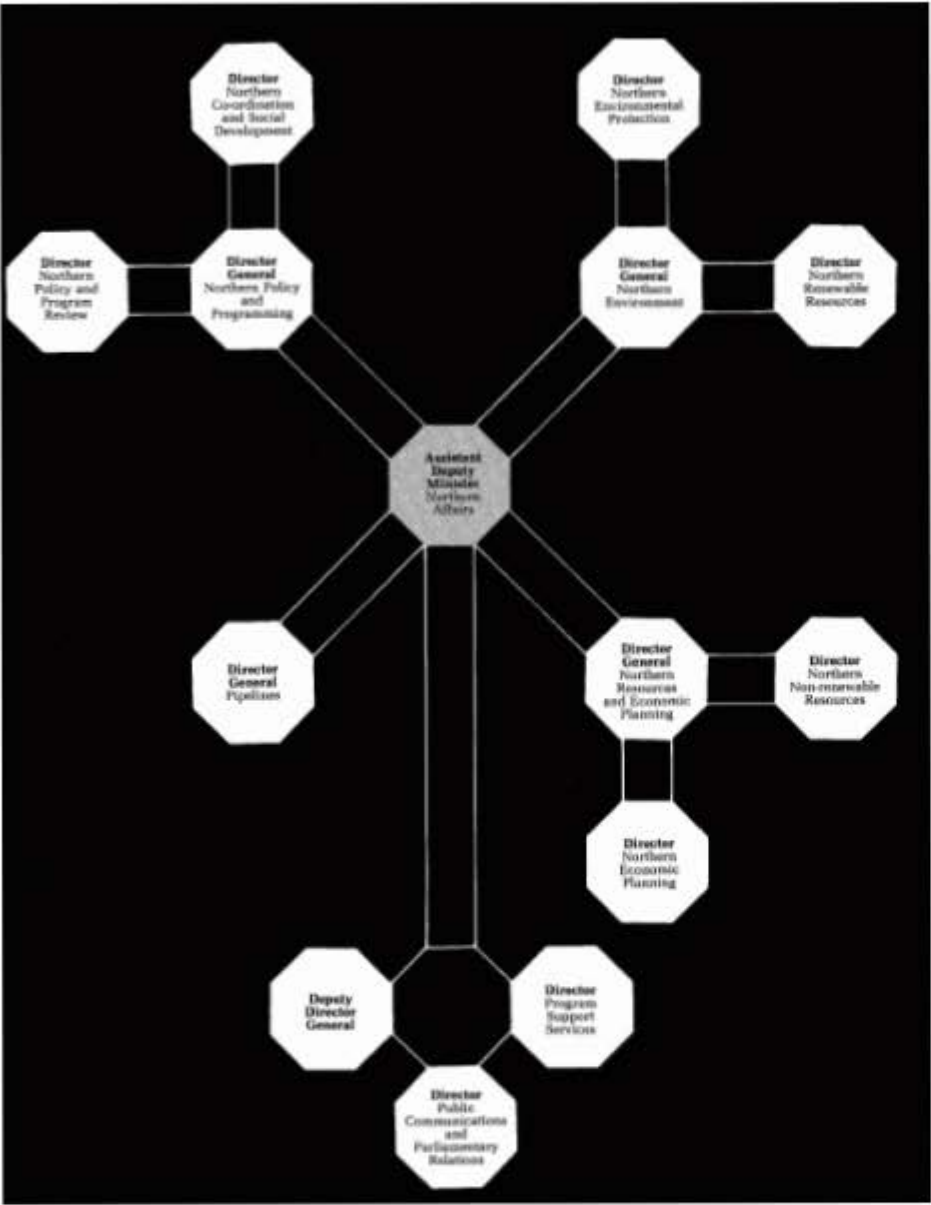 Director
Northern
Co-ordination
and Social
Development
Director
Northern
Environmental
Protection
Director
Northern
Policy and
Program
Review
Director
General
Northern Policy
and
Programming
Director
General
Northern
Environment
Director
Northern
Renewable
Resources
Assistant
Deputy
Minister
Northern
Affairs
Director
General
Pipelines
Director
General
Northern
Resources
and Economic
Planning
Director
Northern
Non-renewable
Resources
Director
Northern
Economic
Planning
Deputy
Director
General
Director
Program
Support
Services
Director
Public
Communications
and
Parliamentary
Relations